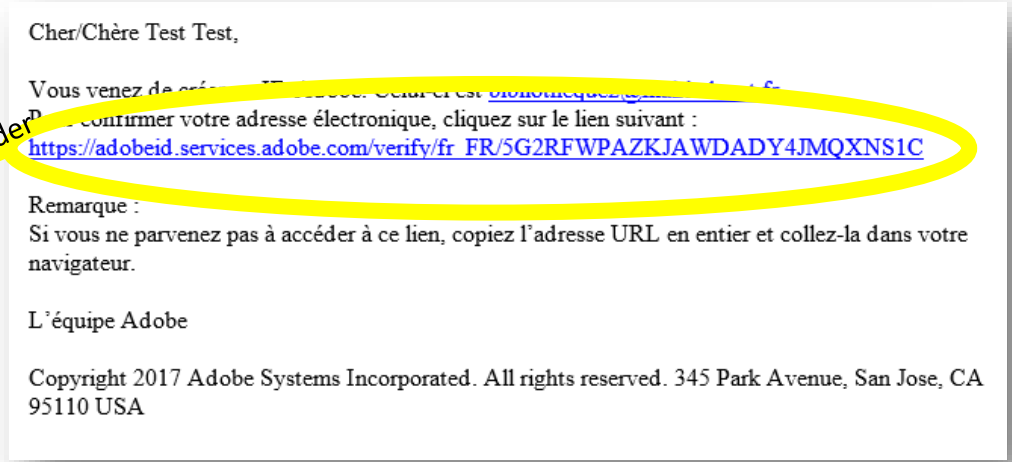 Cher/Chère Test Test,
Vous venez de
confirmer votre adresse électronique, cliquez sur le lien suivant :
https://adobeid.services.adobe.com/verify/fr_FR/5G2RFWPAZKJAWDADY4JMQXNS1C
Remarque :
Si vous ne parvenez pas à accéder à ce lien, copiez l'adresse URL en entier et collez-la dans votre
navigateur.
L'équipe Adobe
Copyright 2017 Adobe Systems Incorporated. All rights reserved. 345 Park Avenue, San Jose, CA
95110 USA